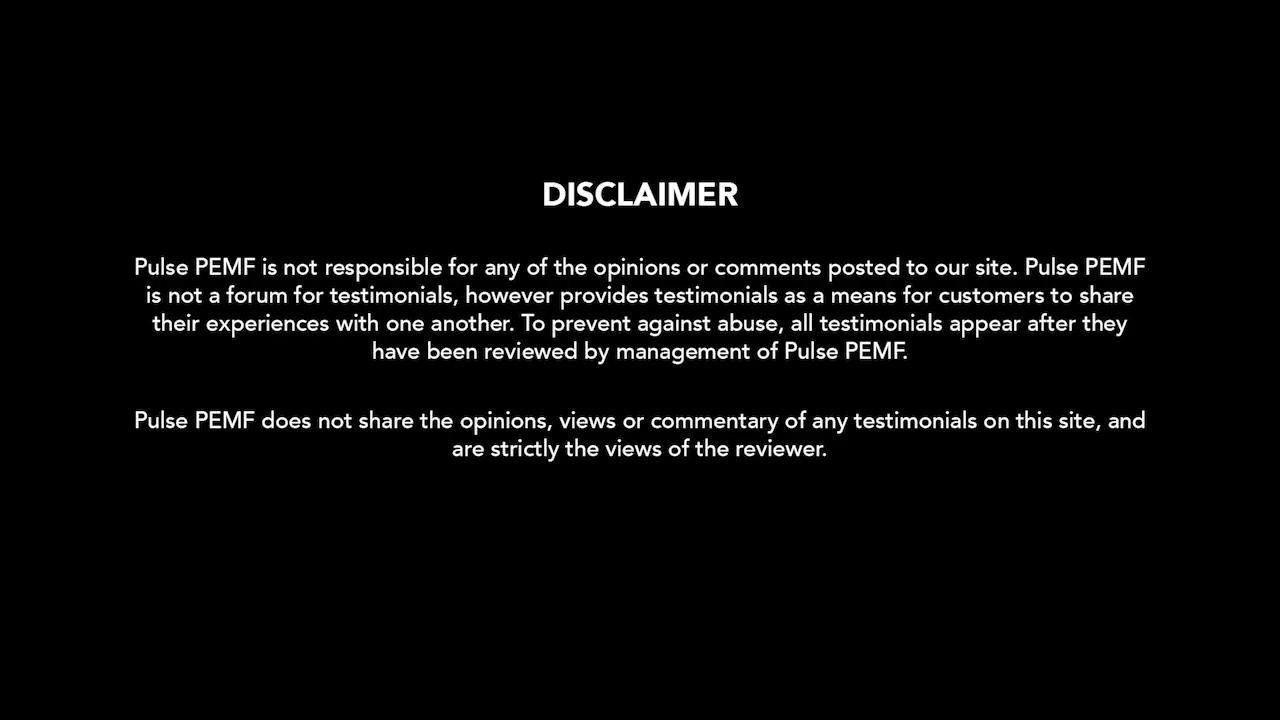 DISCLAIMER
Pulse PEMF is not responsible for any of the opinions or comments posted to our site. Pulse PEMF
is not a forum for testimonials, however provides testimonials as a means for customers to share
their experiences with one another. To prevent against abuse, all testimonials appear after they
have been reviewed by management of Pulse PEMF.
Pulse PEMF does not share the opinions, views or commentary of any testimonials on this site, and
are strictly the views of the reviewer.